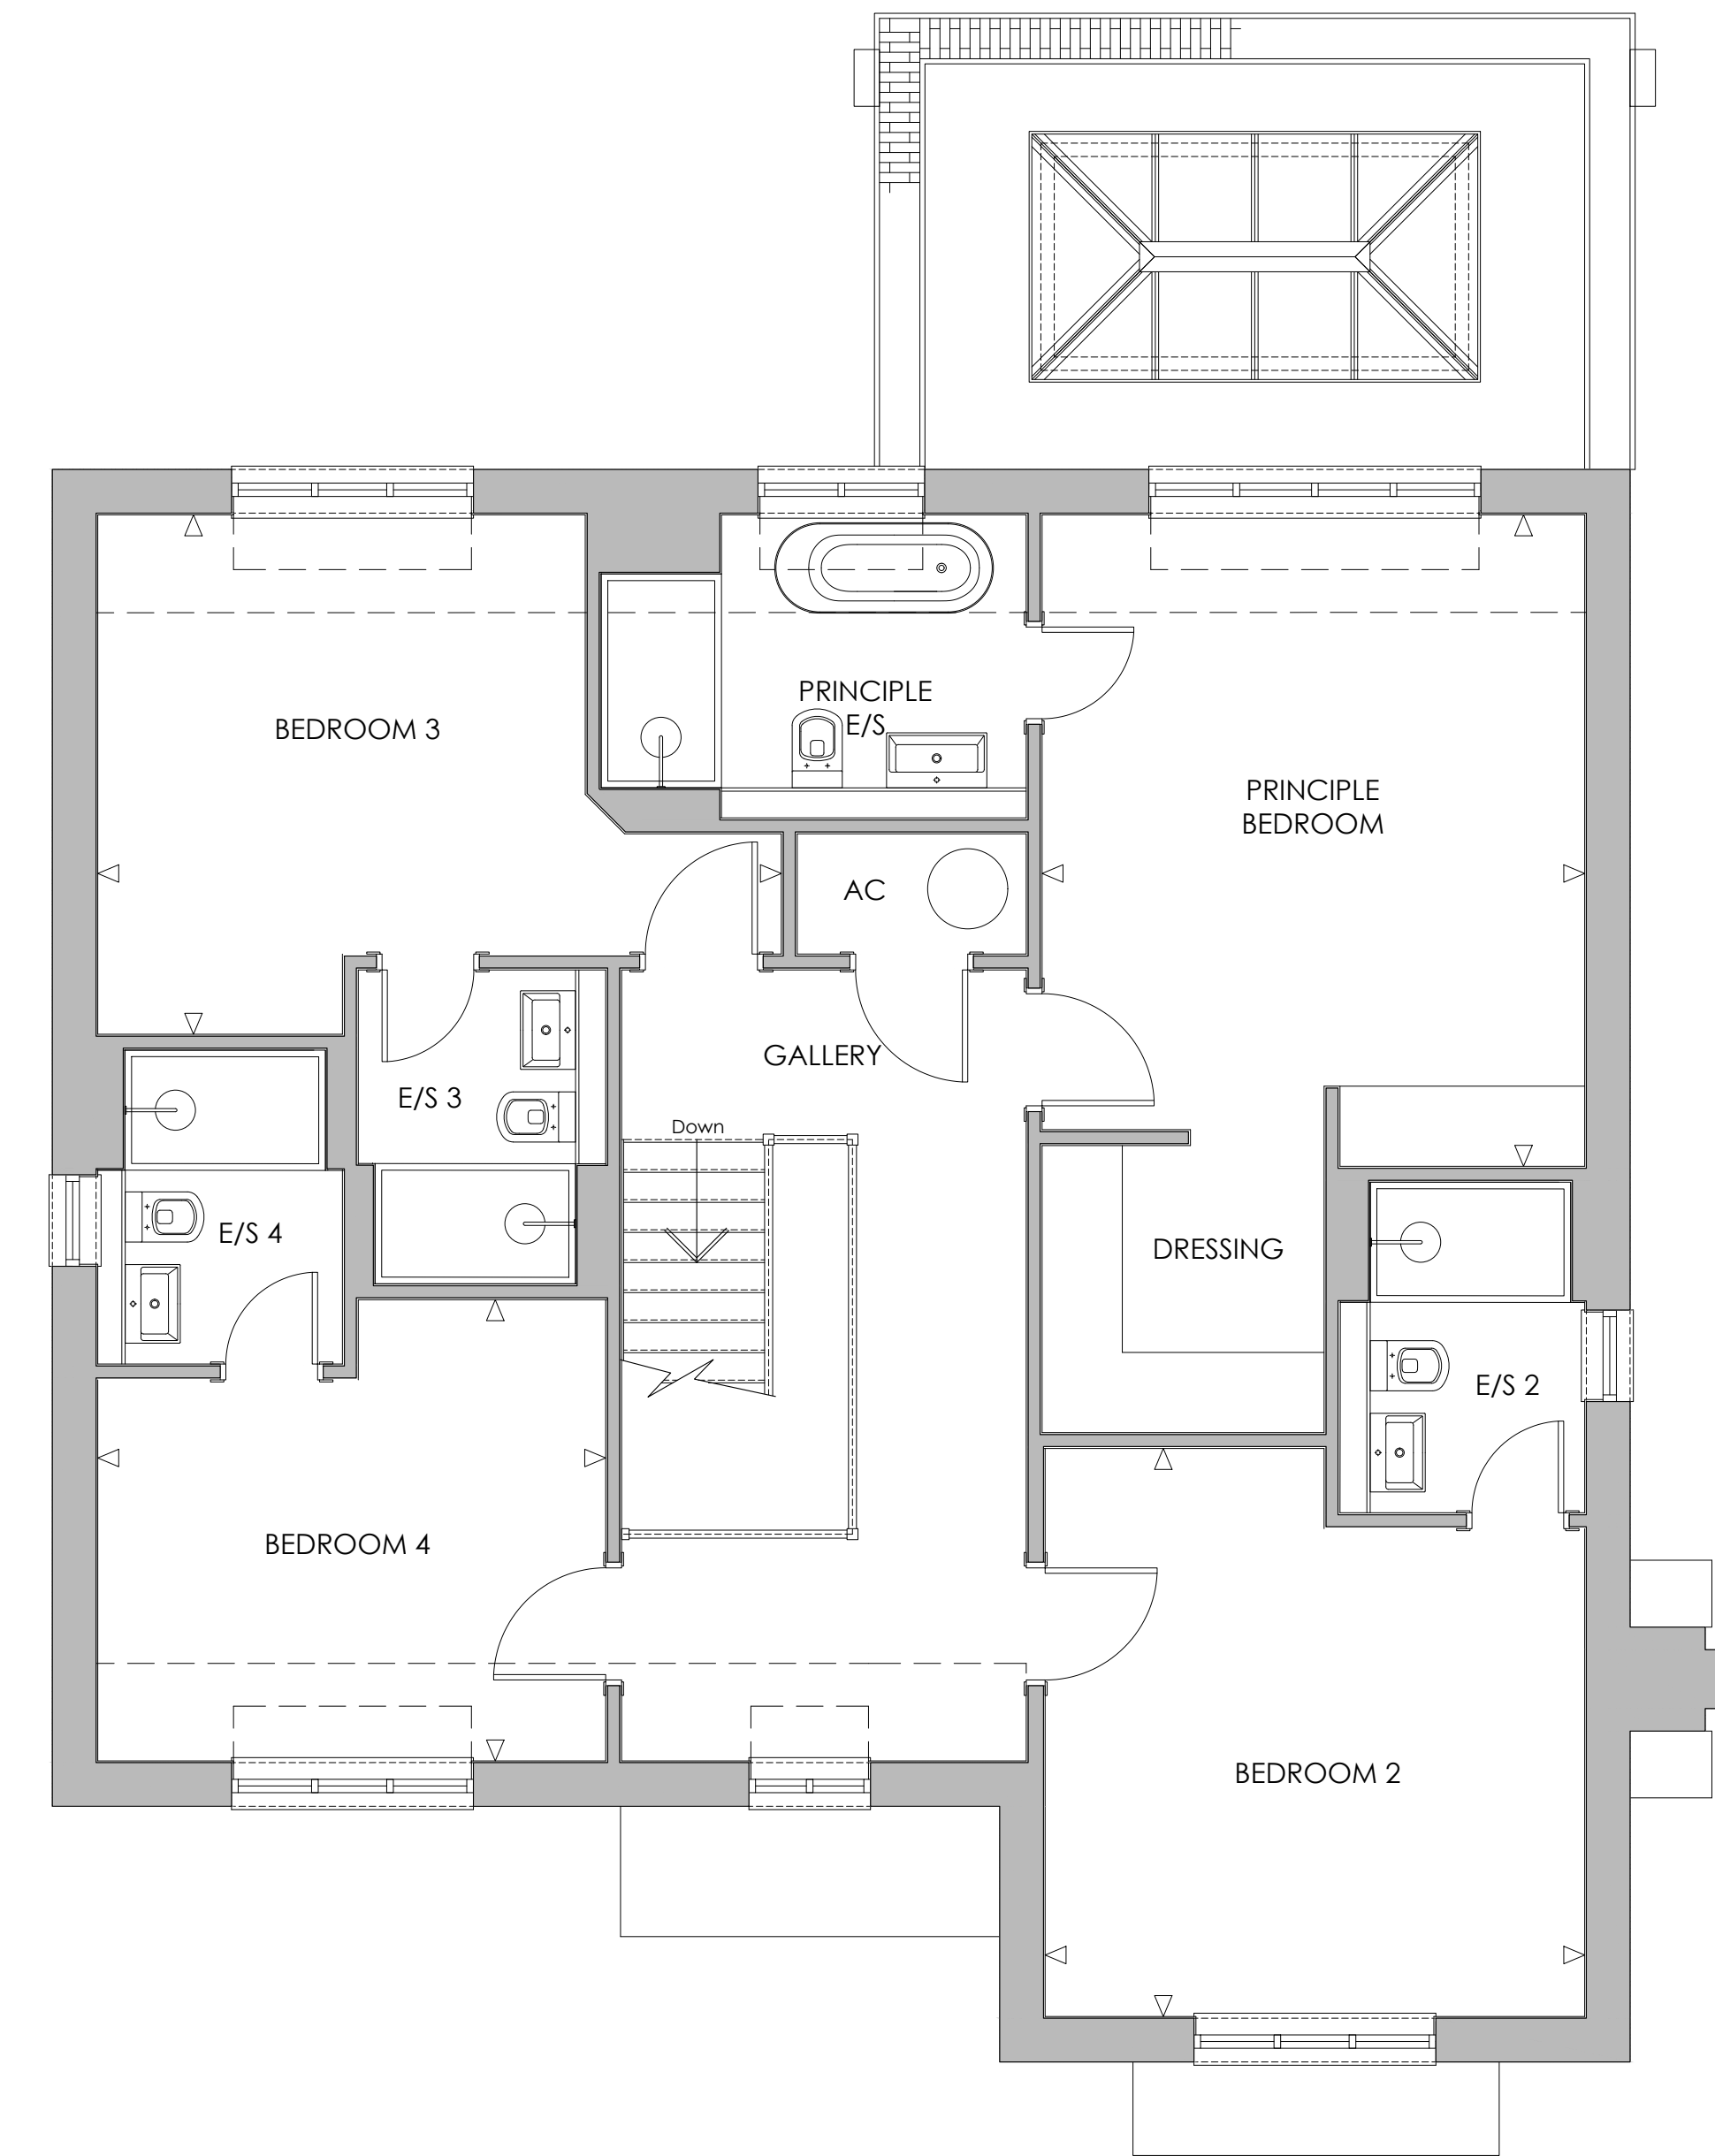 PRINCIPLE
E/S
BEDROOM 3
PRINCIPLE
BEDROOM
AC
GALLERY
E/S 3
Down
E/S 4
DRESSING
E/S 2
BEDROOM 4
BEDROOM 2